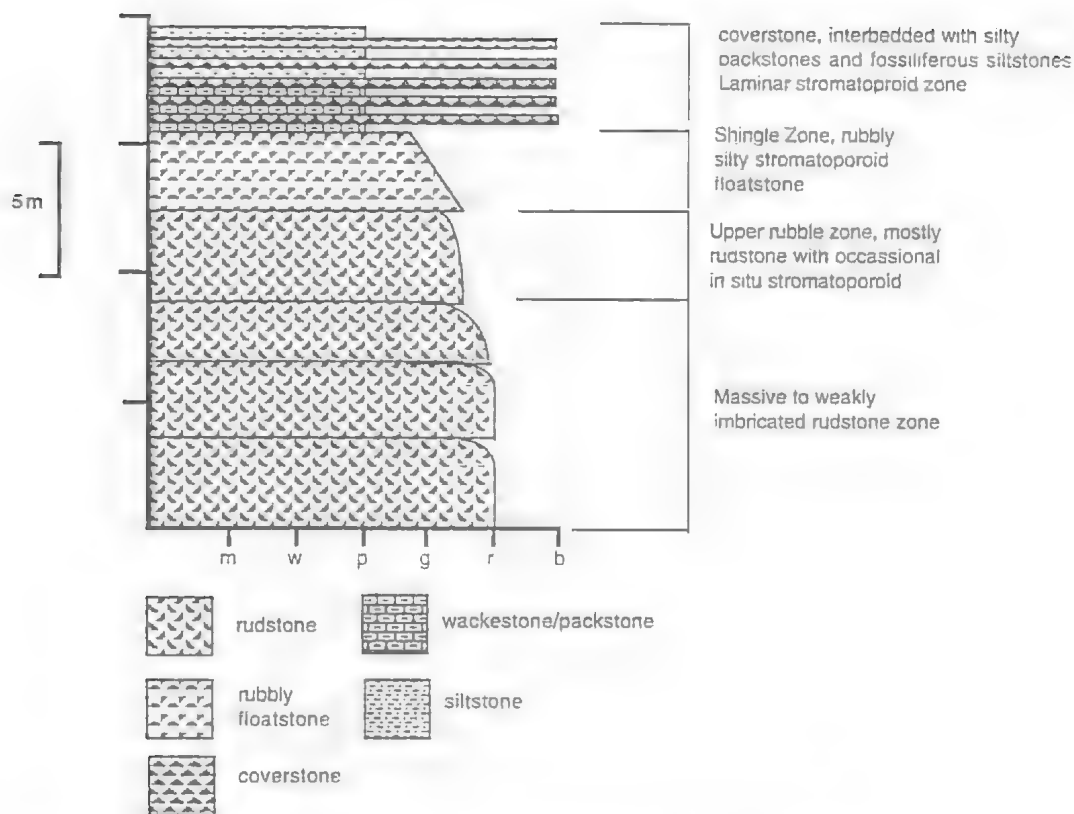 coverstone, interbedded with silty
packstones and fossiliferous siltstones
Laminar stromatoproid zone
Shingle Zone, rubbly
silty stromatoporoid
floatstone
5m
Upper rubble zone, mostly
rudstone with occassional
in situ stromatoporoid
Massive to weakly
imbricated rudstone zone
m w p g r b
rudstone
wackestone/packstone
rubbly
floatstone
siltstone
coverstone